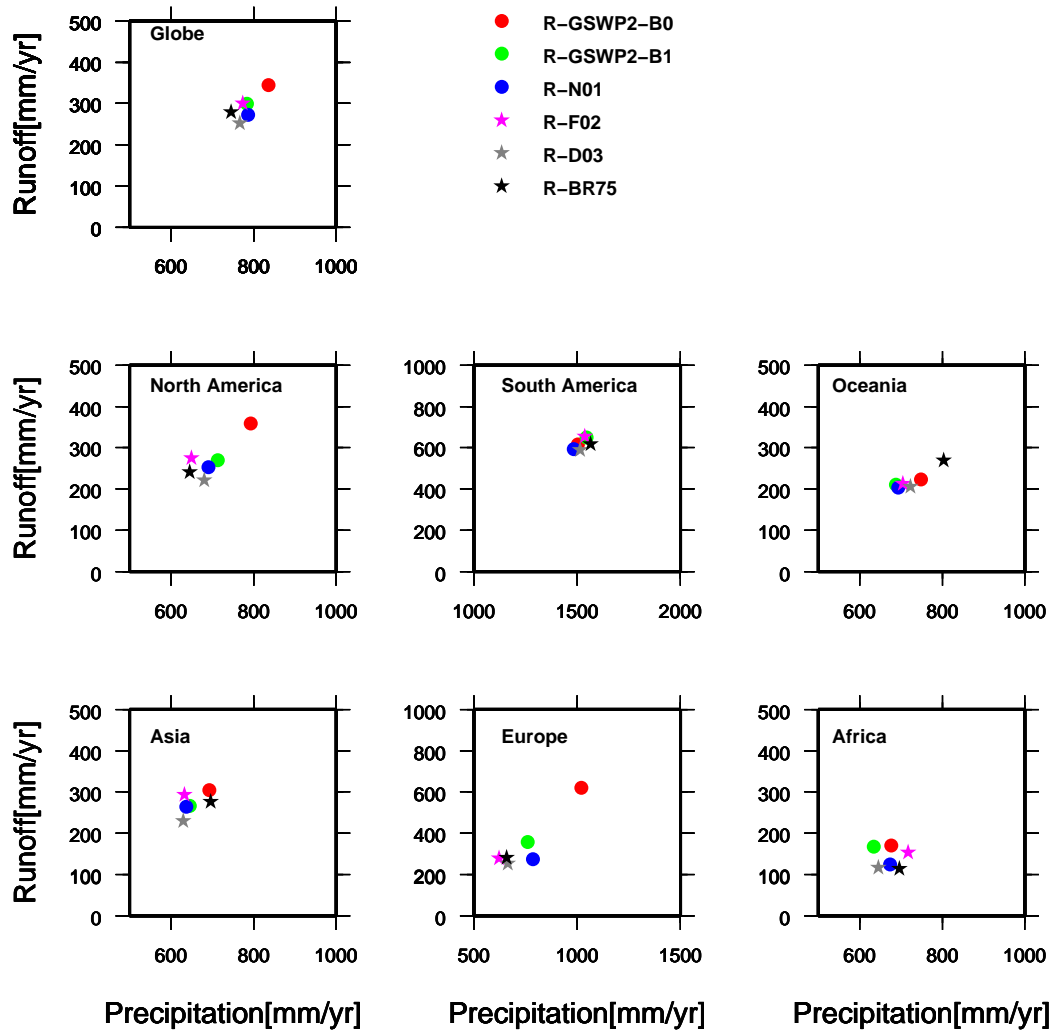 500
400
300
200
100
0
Runoff[mm/yr]
Globe
600 800 1000
R−GSWP2−B0
R−GSWP2−B1
R−N01
R−F02
R−D03
R−BR75
500
400
300
200
100
0
Runoff[mm/yr]
North America
600 800 1000
1000
800
600
400
200
0
South America
1000 1500 2000
500
400
300
200
100
0
Oceania
600 800 1000
500
400
300
200
100
0
Runoff[mm/yr]
Asia
600 800 1000
Precipitation[mm/yr]
1000
800
600
400
200
0
Europe
500 1000 1500
Precipitation[mm/yr]
500
400
300
200
100
0
Africa
600 800 1000
Precipitation[mm/yr]